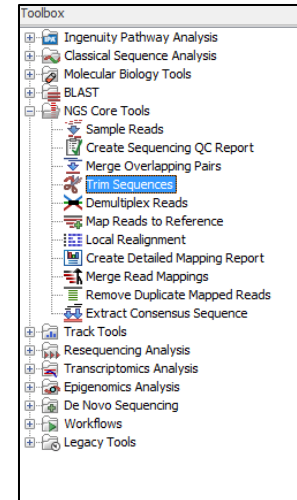 Toolbox
Ingenuity Pathway Analysis
Classical Sequence Analysis
Molecular Biology Tools
BLAST
NGS Core Tools
Sample Reads
Create Sequencing QC Report
Merge Overlapping Pairs
Trim Sequences
Demultiplex Reads
Map Reads to Reference
Local Realignment
Create Detailed Mapping Report
Merge Read Mappings
Remove Duplicate Mapped Reads
Extract Consensus Sequence
Track Tools
Resequencing Analysis
Transcriptomics Analysis
Epigenomics Analysis
De Novo Sequencing
Workflows
Legacy Tools